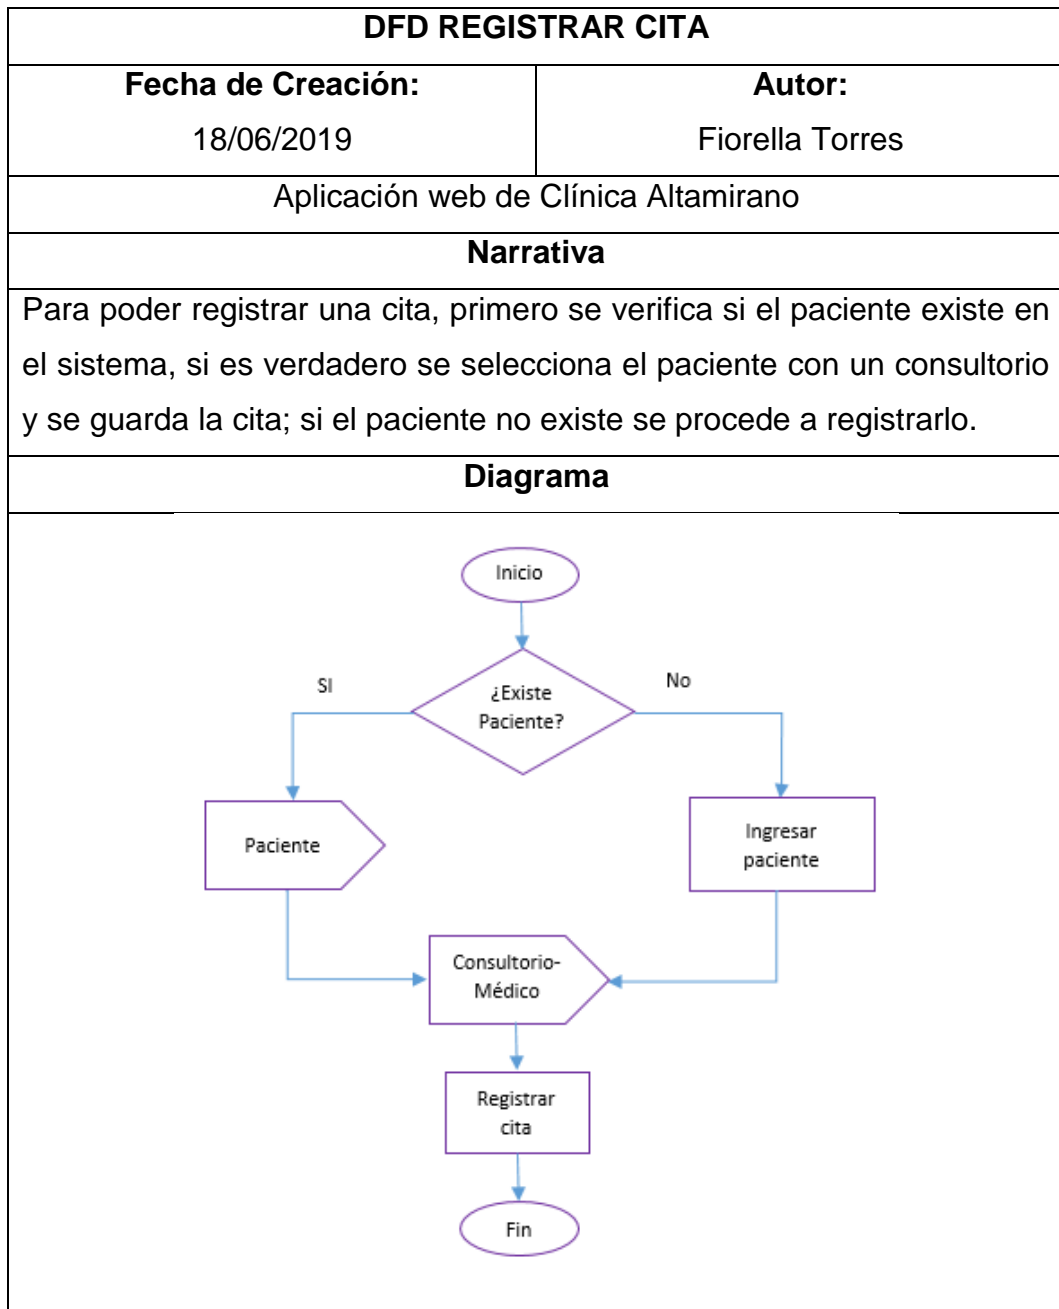 DFD REGISTRAR CITA
Fecha de Creación:
18/06/2019
Autor:
Fiorella Torres
Aplicación web de Clínica Altamirano
Narrativa
Para poder registrar una cita, primero se verifica si el paciente existe en
el sistema, si es verdadero se selecciona el paciente con un consultorio
y se guarda la cita; si el paciente no existe se procede a registrarlo.
Diagrama
Inicio
¿Existe
Paciente?
SI
No
Paciente
Ingresar
paciente
Consultorio-
Médico
Registrar
cita
Fin